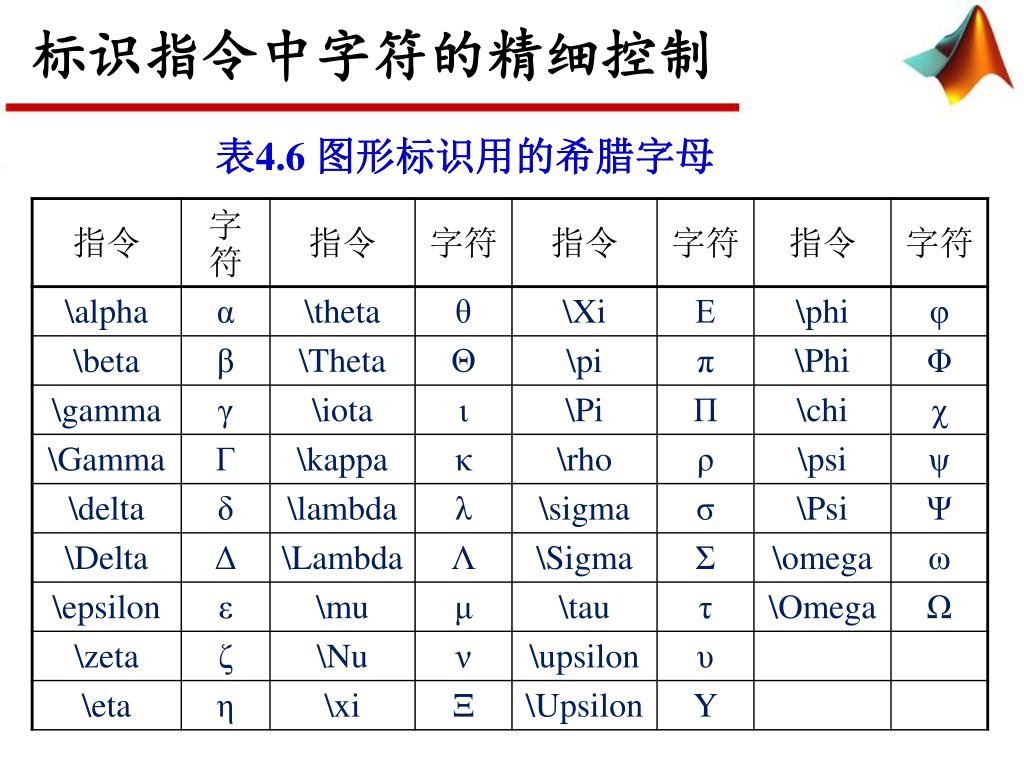 标识指令中字符的精细控制
表4.6 图形标识用的希腊字母
指令 字符 指令 字符 指令 字符 指令 字符
\alpha α \theta θ \Xi Ε \phi φ
\beta β \Theta Θ \pi π \Phi Φ
\gamma γ \iota ι \Pi Π \chi χ
\Gamma Γ \kappa κ \rho ρ \psi ψ
\delta δ \lambda λ \sigma σ \Psi Ψ
\Delta Δ \Lambda Λ \Sigma Σ \omega ω
\epsilon ε \mu μ \tau τ \Omega Ω
\zeta ζ \Nu ν \upsilon υ
\eta η \xi Ξ \Upsilon Υ